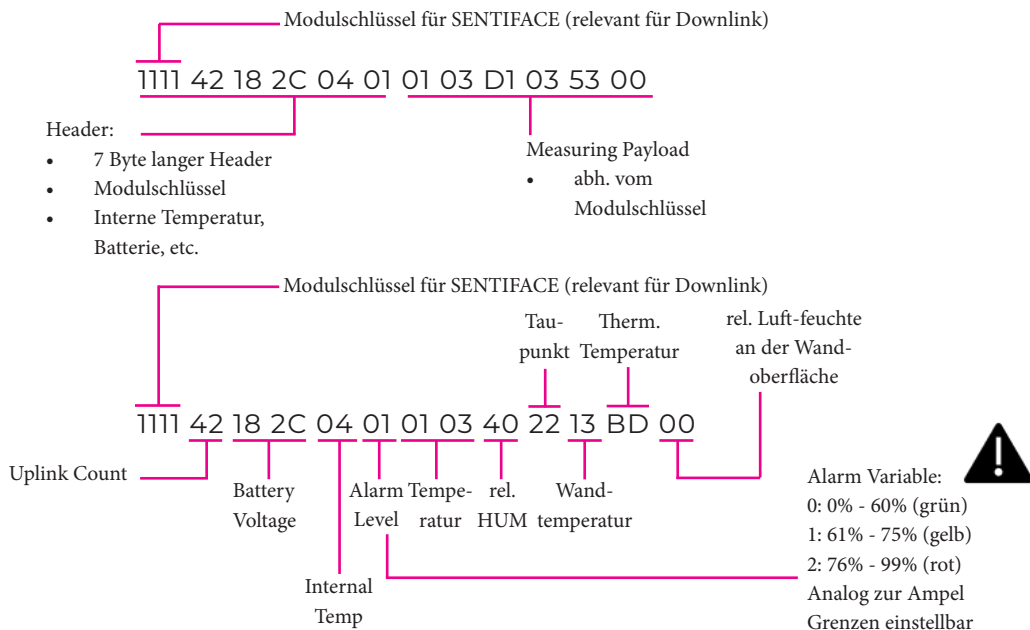 Modulschlüssel für SENTIFACE (relevant für Downlink)
1111 42 18 2C 04 01 01 03 D1 03 53 00
Header:
• 7 Byte langer Header
• Modulschlüssel
• Interne Temperatur,
Batterie, etc.
Measuring Payload
• abh. vom
Modulschlüssel
Modulschlüssel für SENTIFACE (relevant für Downlink)
Tau-
punkt
Therm.
Temperatur
rel. Luft-feuchte
an der Wand-
oberfläche
1111 42 18 2C 04 01 01 03 40 22 13 BD 00
Uplink Count
Battery
Voltage
Internal
Temp
Alarm
Level
Tempe-
ratur
rel.
HUM
Wand-
temperatur
Alarm Variable:
0: 0% - 60% (grün)
1: 61% - 75% (gelb)
2: 76% - 99% (rot)
Analog zur Ampel
Grenzen einstellbar